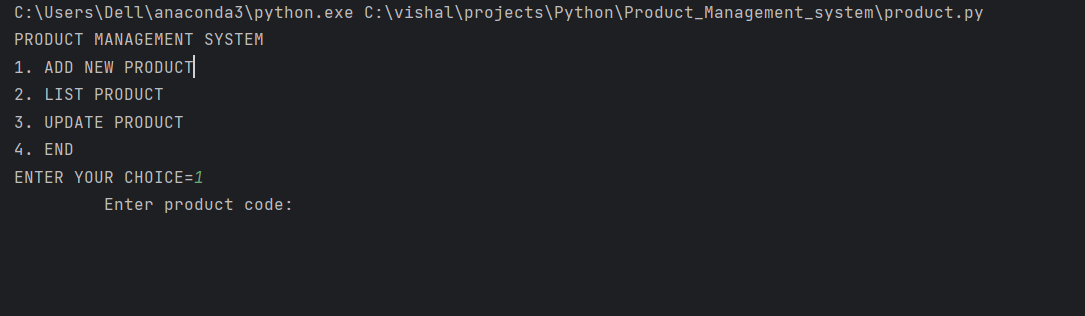 C:\Users\Dell\anaconda3\python.exe C:\vishal\projects\Python\Product_Management_system\product.py
PRODUCT MANAGEMENT SYSTEM
1. ADD NEW PRODUCT
2. LIST PRODUCT
3. UPDATE PRODUCT
4. END
ENTER YOUR CHOICE=1
Enter product code: